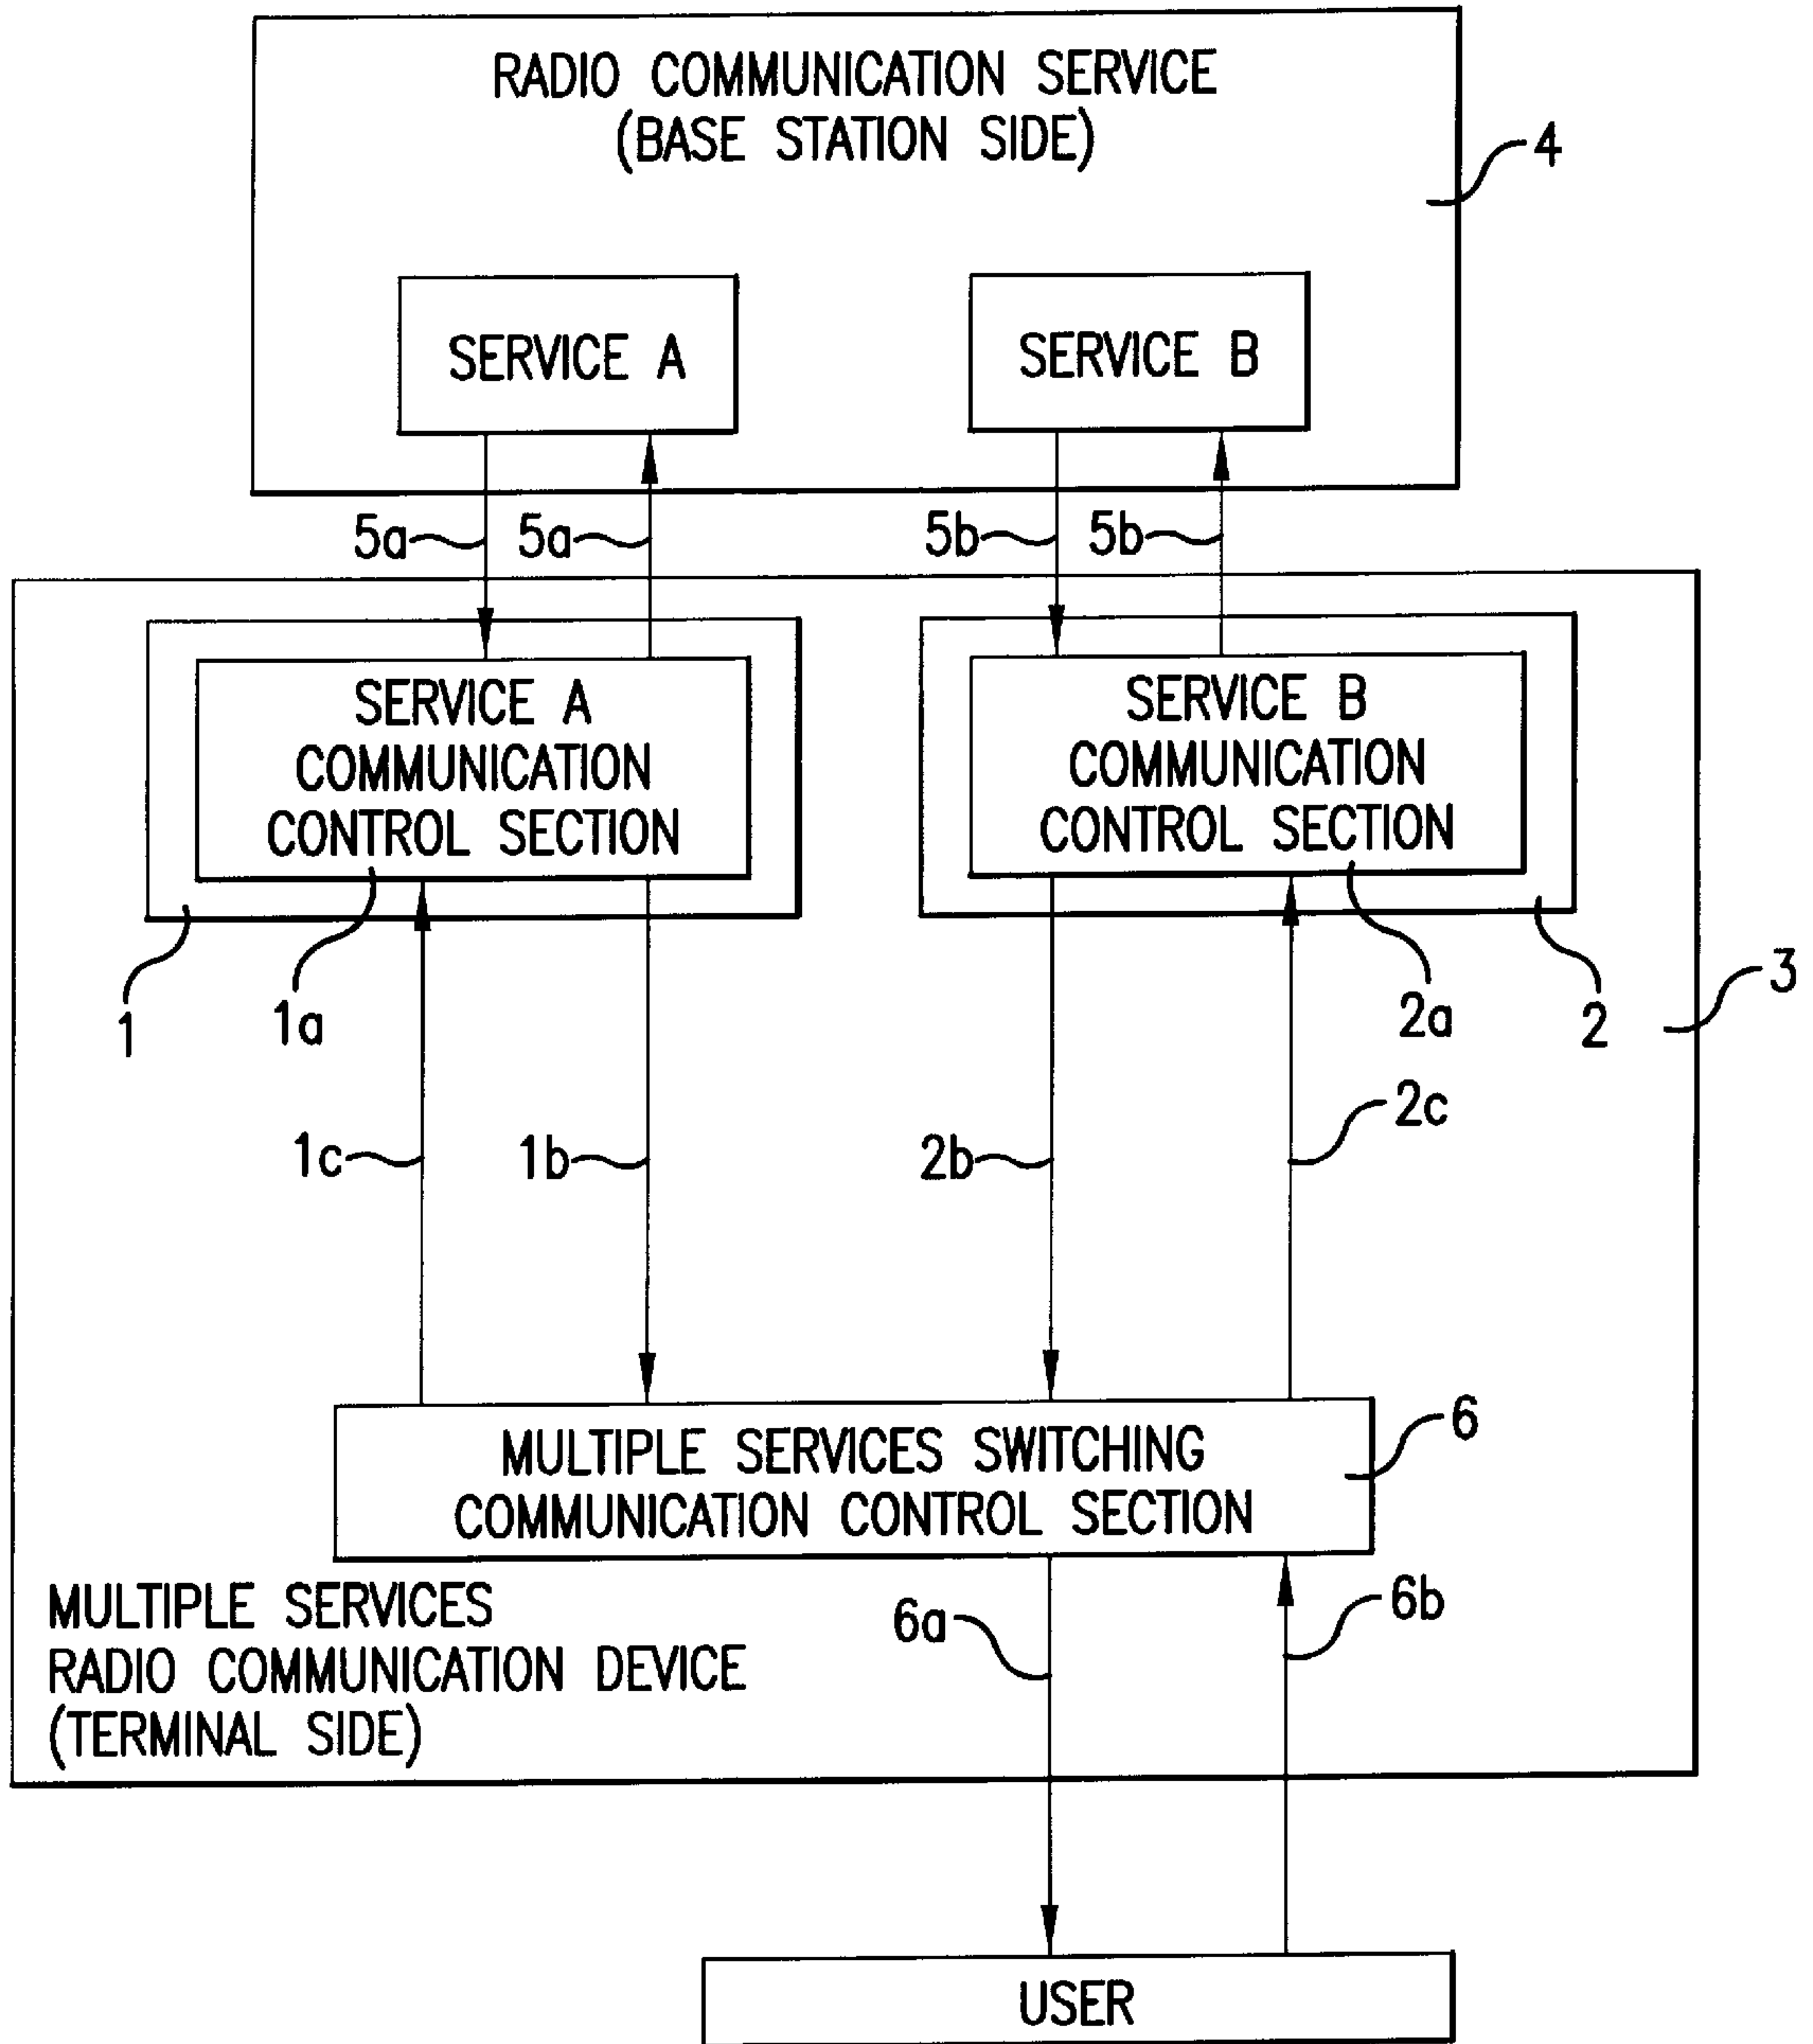 RADIO COMMUNICATION SERVICE
(BASE STATION SIDE)
4
SERVICE A
SERVICE B
5a
5a
5b
5b
SERVICE A
COMMUNICATION
CONTROL SECTION
SERVICE B
COMMUNICATION
CONTROL SECTION
1
1a
2a
2
3
1c
1b
2b
2c
MULTIPLE SERVICES SWITCHING
COMMUNICATION CONTROL SECTION
6
MULTIPLE SERVICES
RADIO COMMUNICATION DEVICE
(TERMINAL SIDE)
6a
6b
USER